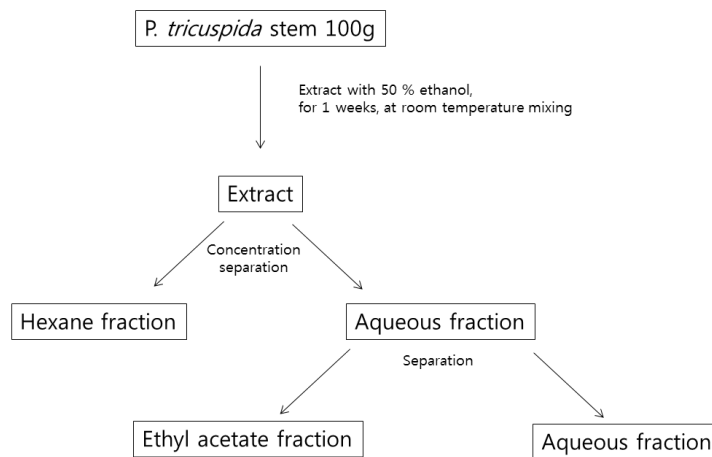 P. tricuspida stem 100g
Extract with 50 % ethanol,
for 1 weeks, at room temperature mixing
Extract
Concentration
separation
Hexane fraction
Aqueous fraction
Separation
Ethyl acetate fraction
Aqueous fraction